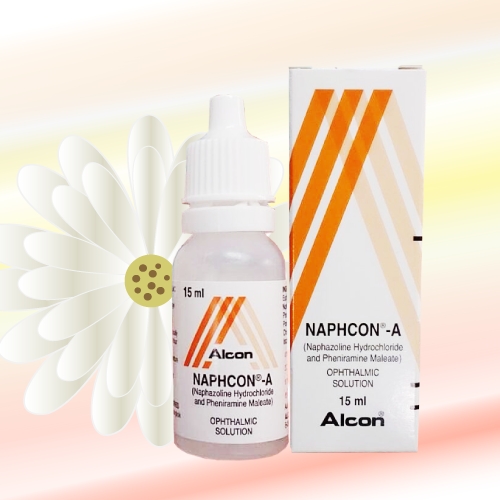 15 ml
Alcon
NAPHCON®-A
(Naphazoline Hydrochloride
and Pheniramine Maleate)
OPHTHALMIC
SOLUTION
NAPHCON®-A
(Naphazoline Hydrochloride
and Pheniramine Maleate)
OPHTHALMIC
SOLUTION
15 ml
Alcon®